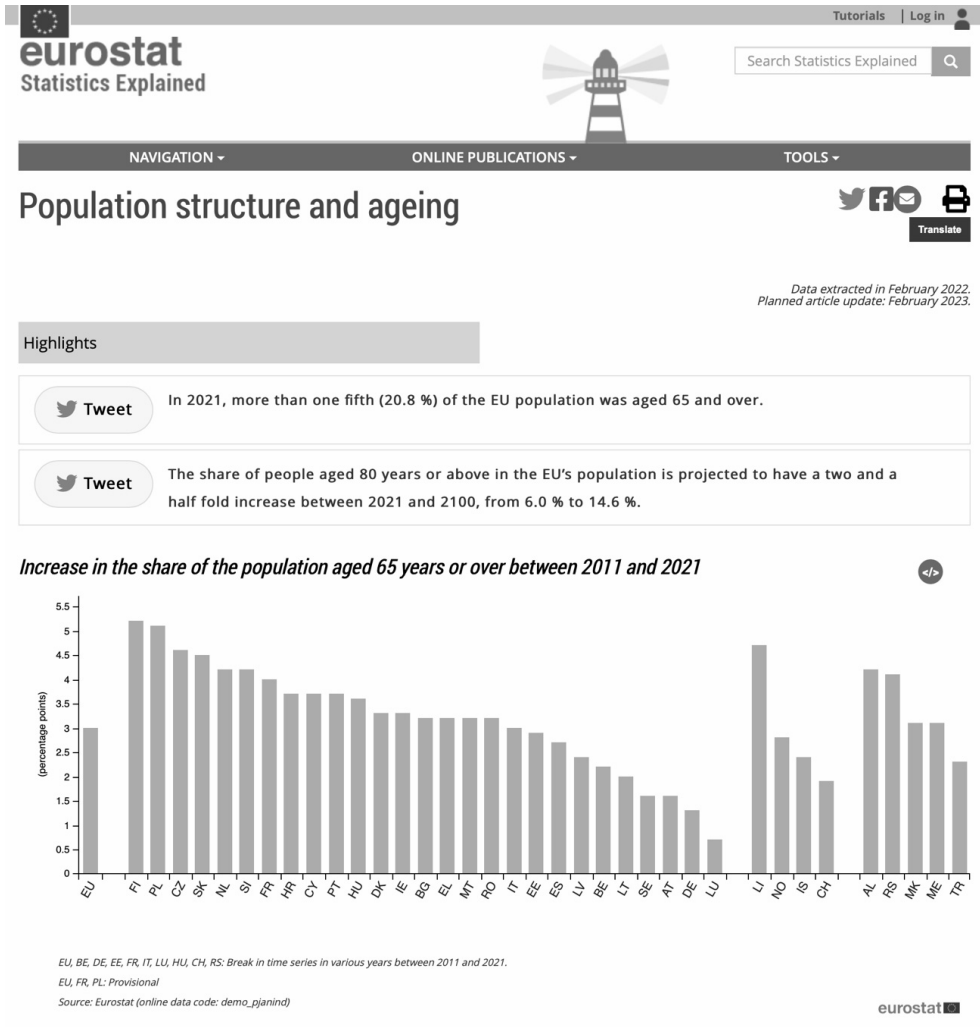 Tutorials | Log in
eurostat
Statistics Explained
Search Statistics Explained
NAVIGATION ONLINE PUBLICATIONS TOOLS
Population structure and ageing
Translate
Data extracted in February 2022.
Planned article update: February 2023.
Highlights
Tweet
In 2021, more than one fifth (20.8 %) of the EU population was aged 65 and over.
Tweet
The share of people aged 80 years or above in the EU’s population is projected to have a two and a
half fold increase between 2021 and 2100, from 6.0 % to 14.6 %.
Increase in the share of the population aged 65 years or over between 2011 and 2021
</>
(percentage points)
5.5
5
4.5
4
3.5
3
2.5
2
1.5
1
0.5
0
EU FI PL CZ SK NL SI FR HR CY PT HU DK IE BG EL MT RO IT EE ES LV BE LT SE AT DE LU LI NO IS CH AL RS MK ME TR
EU, BE, DE, EE, FR, IT, LU, HU, CH, RS: Break in time series in various years between 2011 and 2021.
EU, FR, PL: Provisional
Source: Eurostat (online data code: demo_pjanind)
eurostat